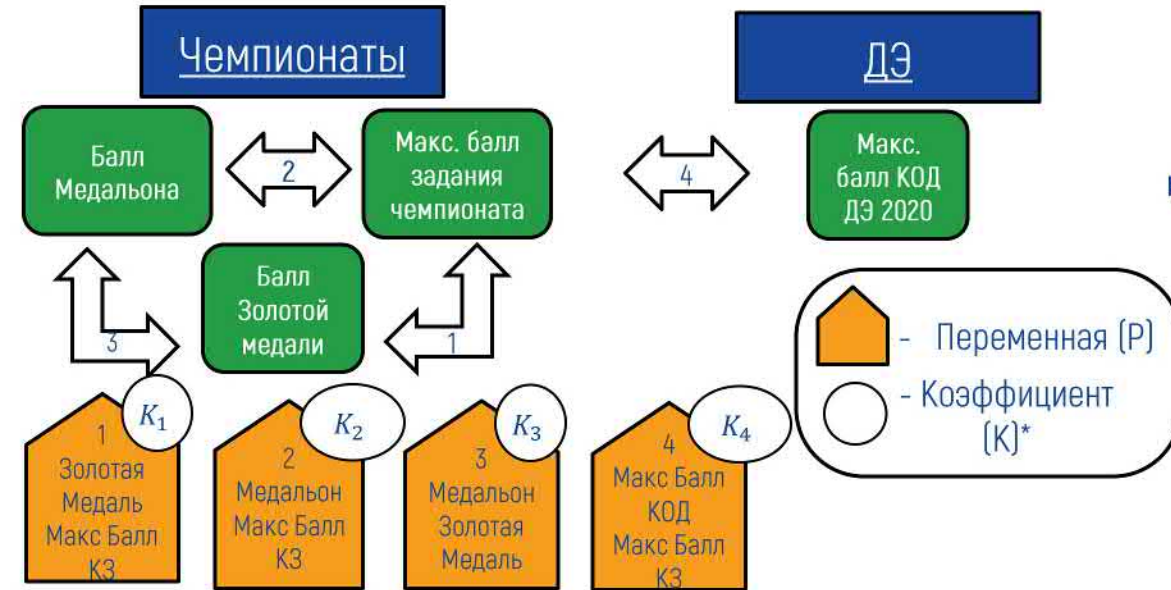 Чемпионаты
ДЭ
Балл
Медальона
2
Макс. балл
задания
чемпионата
4
Макс.
балл КОД
ДЭ 2020
Балл
Золотой
медали
3
1
K₁
1
Золотая
Медаль
Макс Балл
КЗ
K₂
2
Медальон
Макс Балл
КЗ
K₃
3
Медальон
Золотая
Медаль
K₄
4
Макс Балл
КОД
Макс Балл
КЗ
- Переменная (P)
- Коэффициент
(K)*